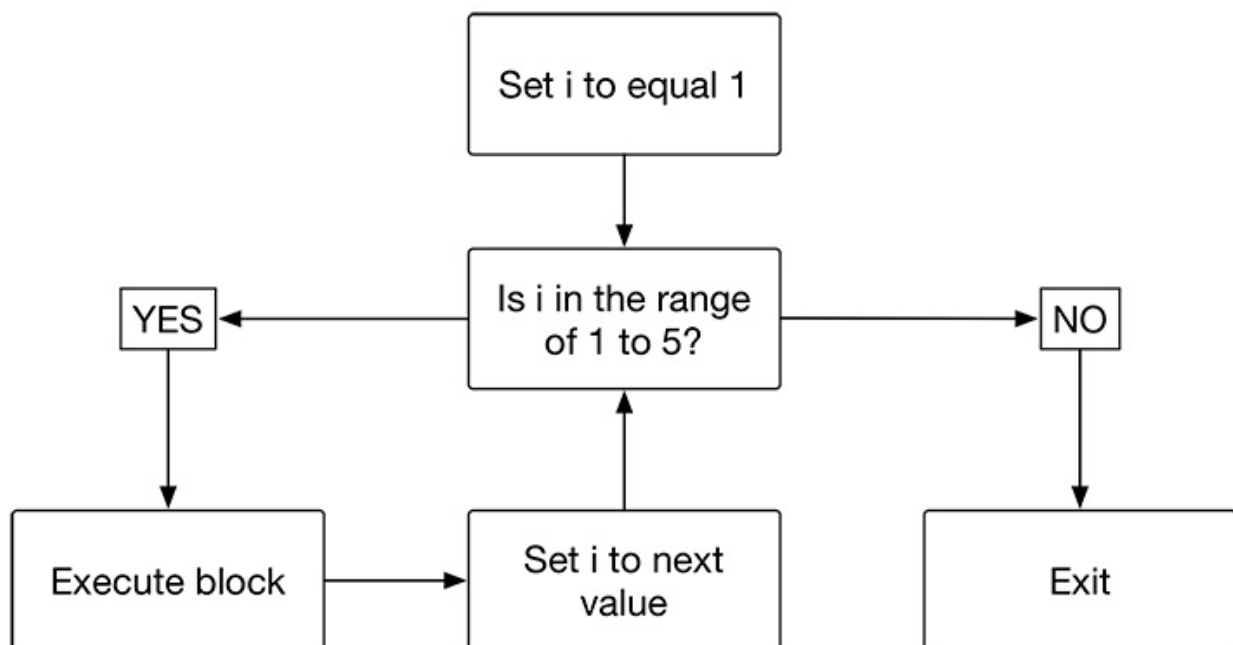 Set i to equal 1
Is i in the range
of 1 to 5?
YES
NO
Execute block
Set i to next
value
Exit